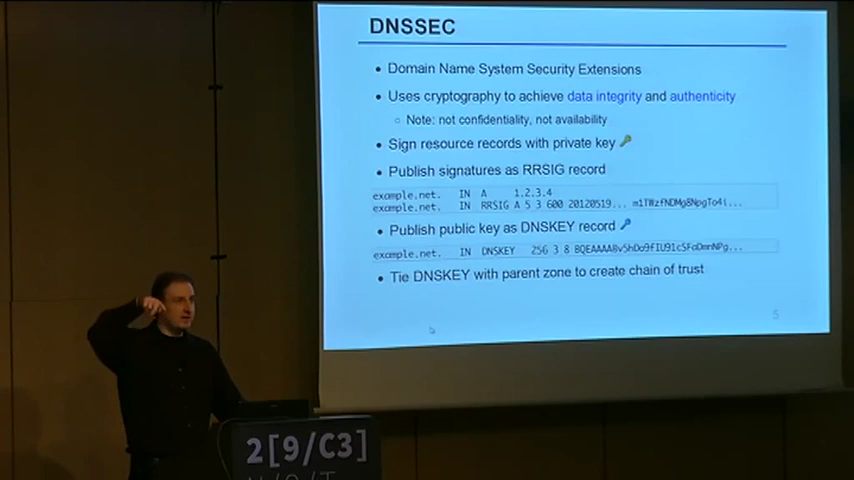 DNSSEC
• Domain Name System Security Extensions
• Uses cryptography to achieve data integrity and authenticity
○ Note: not confidentiality, not availability
• Sign resource records with private key
• Publish signatures as RRSIG record
example.net. IN A 1.2.3.4
example.net. IN RRSIG A 5 3 600 20120519... m1TWzfNDMg8NpgTo4i...
• Publish public key as DNSKEY record
example.net. IN DNSKEY 256 3 8
• Tie DNSKEY with parent zone to create chain of trust
5
2[9/C3]